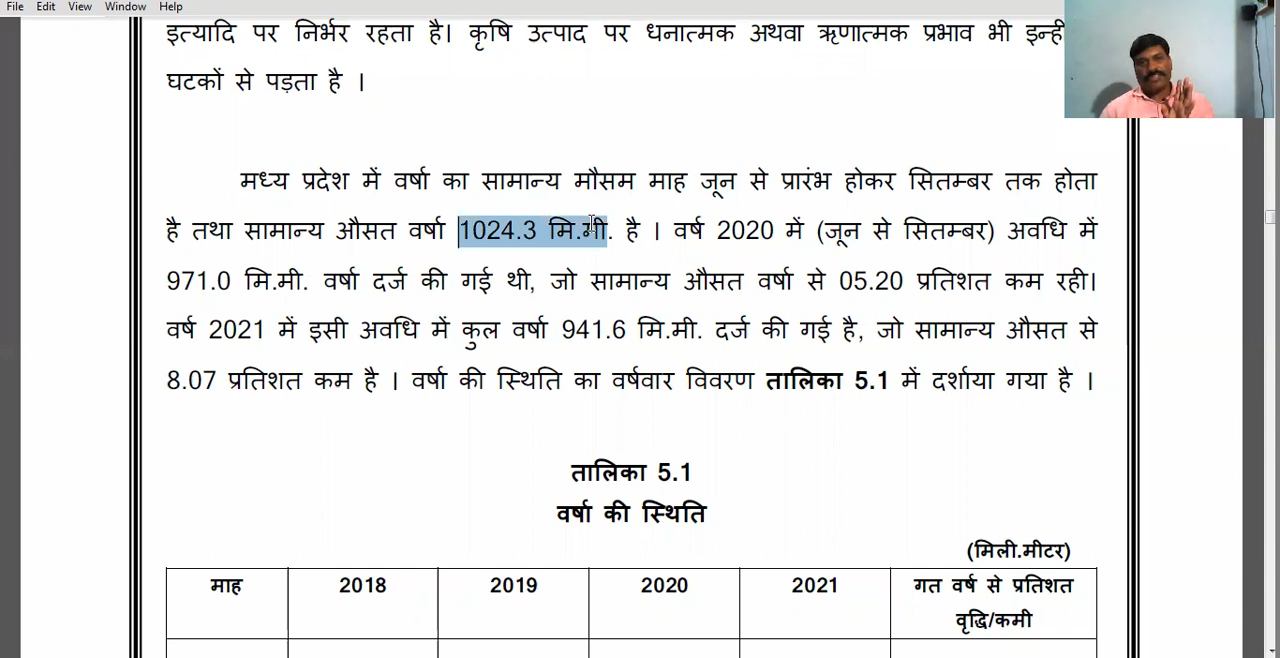 File Edit View Window Help
इत्यादि पर निर्भर रहता है। कृषि उत्पाद पर धनात्मक अथवा ऋणात्मक प्रभाव भी इन्ही
घटकों से पड़ता है ।
मध्य प्रदेश में वर्षा का सामान्य मौसम माह जून से प्रारंभ होकर सितम्बर तक होता
है तथा सामान्य औसत वर्षा 1024.3 मि.मी. है । वर्ष 2020 में (जून से सितम्बर) अवधि में
971.0 मि.मी. वर्षा दर्ज की गई थी, जो सामान्य औसत वर्षा से 05.20 प्रतिशत कम रही।
वर्ष 2021 में इसी अवधि में कुल वर्षा 941.6 मि.मी. दर्ज की गई है, जो सामान्य औसत से
8.07 प्रतिशत कम है । वर्षा की स्थिति का वर्षवार विवरण तालिका 5.1 में दर्शाया गया है ।
तालिका 5.1
वर्षा की स्थिति
(मिली.मीटर)
माह 2018 2019 2020 2021 गत वर्ष से प्रतिशत
वृद्धि/कमी